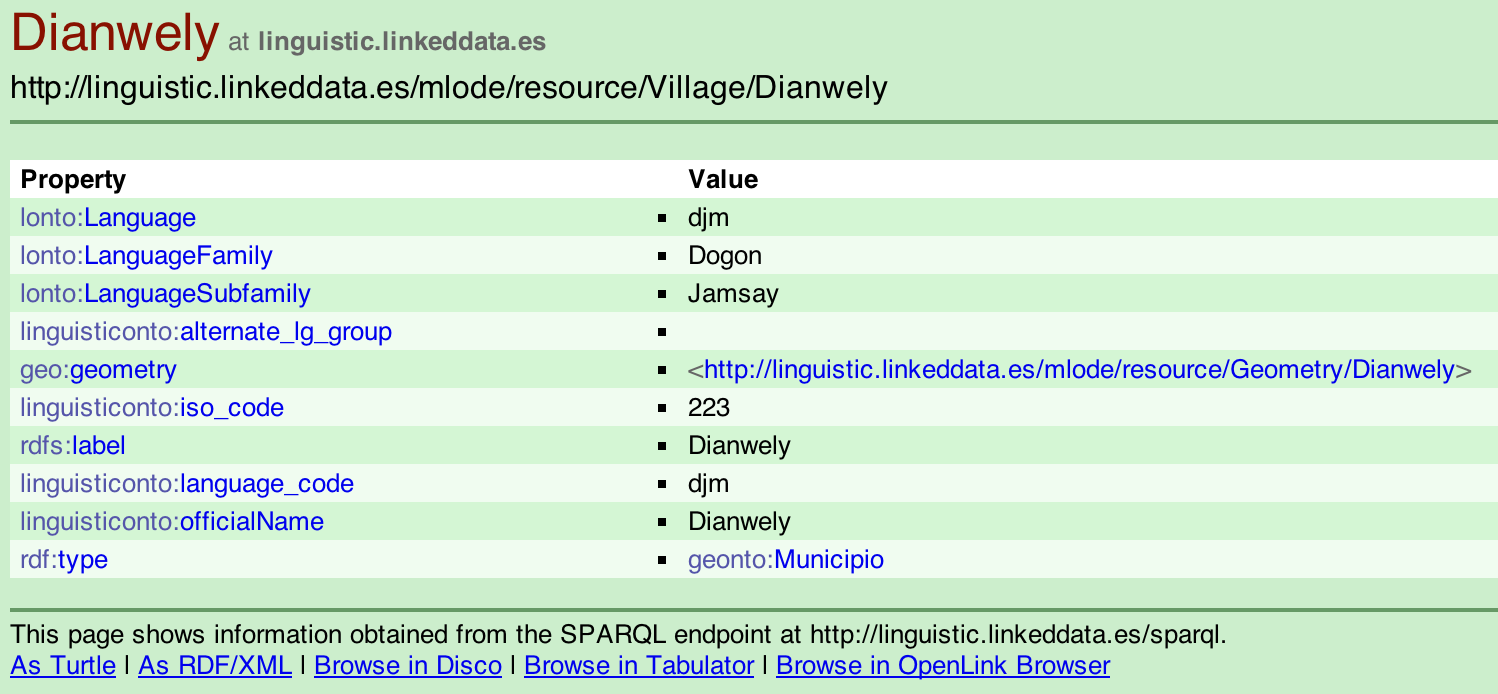 Dianwely at linguistic.linkeddata.es
http://linguistic.linkeddata.es/mlode/resource/Village/Dianwely
Property Value
lonto:Language ▪ djm
lonto:LanguageFamily ▪ Dogon
lonto:LanguageSubfamily ▪ Jamsay
linguisticonto:alternate_lg_group ▪
geo:geometry ▪ <http://linguistic.linkeddata.es/mlode/resource/Geometry/Dianwely>
linguisticonto:iso_code ▪ 223
rdfs:label ▪ Dianwely
linguisticonto:language_code ▪ djm
linguisticonto:officialName ▪ Dianwely
rdf:type ▪ geonto:Municipio
This page shows information obtained from the SPARQL endpoint at http://linguistic.linkeddata.es/sparql.
As Turtle | As RDF/XML | Browse in Disco | Browse in Tabulator | Browse in OpenLink Browser